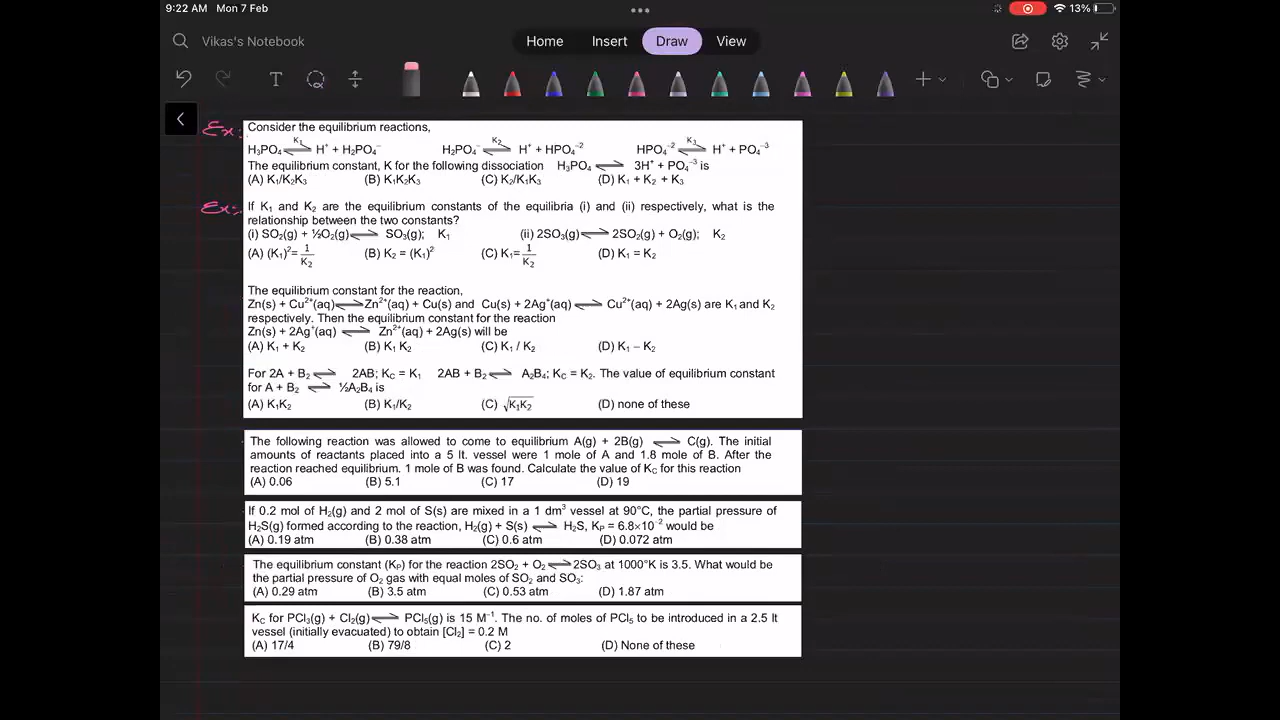 9:22 AM Mon 7 Feb
13%
Vikas's Notebook
Home Insert Draw View
T
Ex:
Consider the equilibrium reactions,
H₃PO₄ ⇌ H⁺ + H₂PO₄⁻ (K₁) H₂PO₄⁻ ⇌ H⁺ + HPO₄⁻² (K₂) HPO₄⁻² ⇌ H⁺ + PO₄⁻³ (K₃)
The equilibrium constant, K for the following dissociation H₃PO₄ ⇌ 3H⁺ + PO₄⁻³ is
(A) K₁/K₂K₃ (B) K₁K₂K₃ (C) K₂/K₁K₃ (D) K₁ + K₂ + K₃
Ex:
If K₁ and K₂ are the equilibrium constants of the equilibria (i) and (ii) respectively, what is the
relationship between the two constants?
(i) SO₂(g) + ½O₂(g) ⇌ SO₃(g); K₁ (ii) 2SO₃(g) ⇌ 2SO₂(g) + O₂(g); K₂
(A) (K₁)² = 1/K₂ (B) K₂ = (K₁)² (C) K₁ = 1/K₂ (D) K₁ = K₂
The equilibrium constant for the reaction,
Zn(s) + Cu²⁺(aq) ⇌ Zn²⁺(aq) + Cu(s) and Cu(s) + 2Ag⁺(aq) ⇌ Cu²⁺(aq) + 2Ag(s) are K₁ and K₂
respectively. Then the equilibrium constant for the reaction
Zn(s) + 2Ag⁺(aq) ⇌ Zn²⁺(aq) + 2Ag(s) will be
(A) K₁ + K₂ (B) K₁ K₂ (C) K₁ / K₂ (D) K₁ – K₂
For 2A + B₂ ⇌ 2AB; K_C = K₁ 2AB + B₂ ⇌ A₂B₄; K_C = K₂. The value of equilibrium constant
for A + B₂ ⇌ ½A₂B₄ is
(A) K₁K₂ (B) K₁/K₂ (C) √K₁K₂ (D) none of these
The following reaction was allowed to come to equilibrium A(g) + 2B(g) ⇌ C(g). The initial
amounts of reactants placed into a 5 lt. vessel were 1 mole of A and 1.8 mole of B. After the
reaction reached equilibrium. 1 mole of B was found. Calculate the value of K_C for this reaction
(A) 0.06 (B) 5.1 (C) 17 (D) 19
If 0.2 mol of H₂(g) and 2 mol of S(s) are mixed in a 1 dm³ vessel at 90°C, the partial pressure of
H₂S(g) formed according to the reaction, H₂(g) + S(s) ⇌ H₂S, K_P = 6.8×10⁻² would be
(A) 0.19 atm (B) 0.38 atm (C) 0.6 atm (D) 0.072 atm
The equilibrium constant (K_P) for the reaction 2SO₂ + O₂ ⇌ 2SO₃ at 1000°K is 3.5. What would be
the partial pressure of O₂ gas with equal moles of SO₂ and SO₃:
(A) 0.29 atm (B) 3.5 atm (C) 0.53 atm (D) 1.87 atm
K_C for PCl₃(g) + Cl₂(g) ⇌ PCl₅(g) is 15 M⁻¹. The no. of moles of PCl₅ to be introduced in a 2.5 lt
vessel (initially evacuated) to obtain [Cl₂] = 0.2 M
(A) 17/4 (B) 79/8 (C) 2 (D) None of these